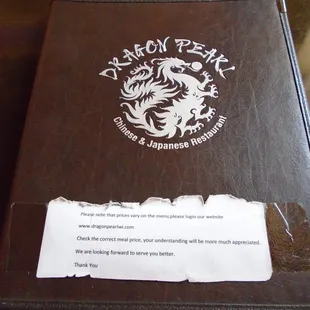 DRAGON PEARL
Chinese & Japanese Restaurant
Please note that prices vary on the menu,please login our website
www.dragonpearlwi.com
Check the correct meal price, your understanding will be more much appreciated.
We are looking forward to serve you better.
Thank You